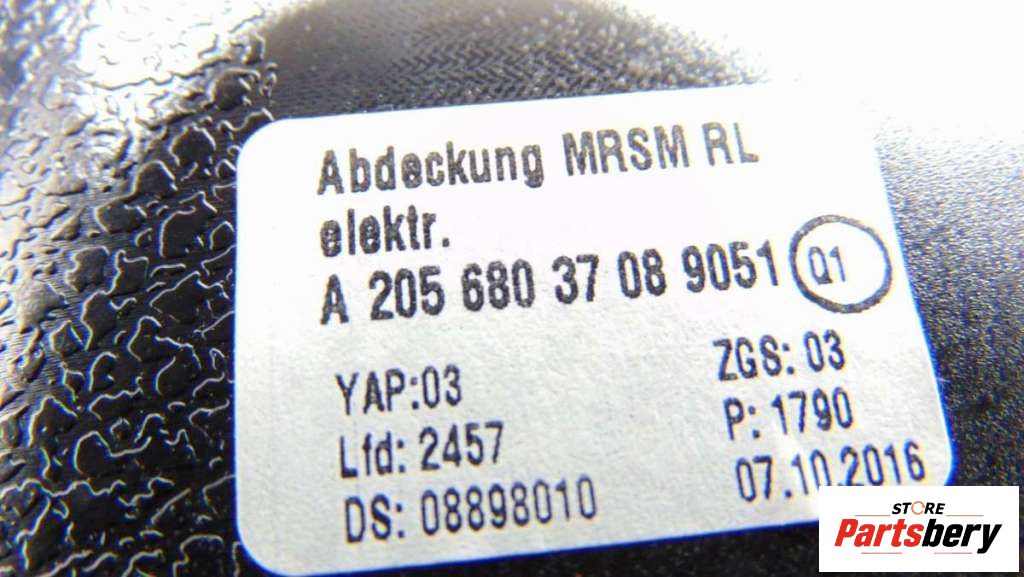 Abdeckung MRSM RL
elektr.
A 205 680 37 08 9051 Q1
YAP:03 ZGS: 03
Lfd: 2457 P: 1790
DS: 08898010 07.10.2016
STORE
Partsbery